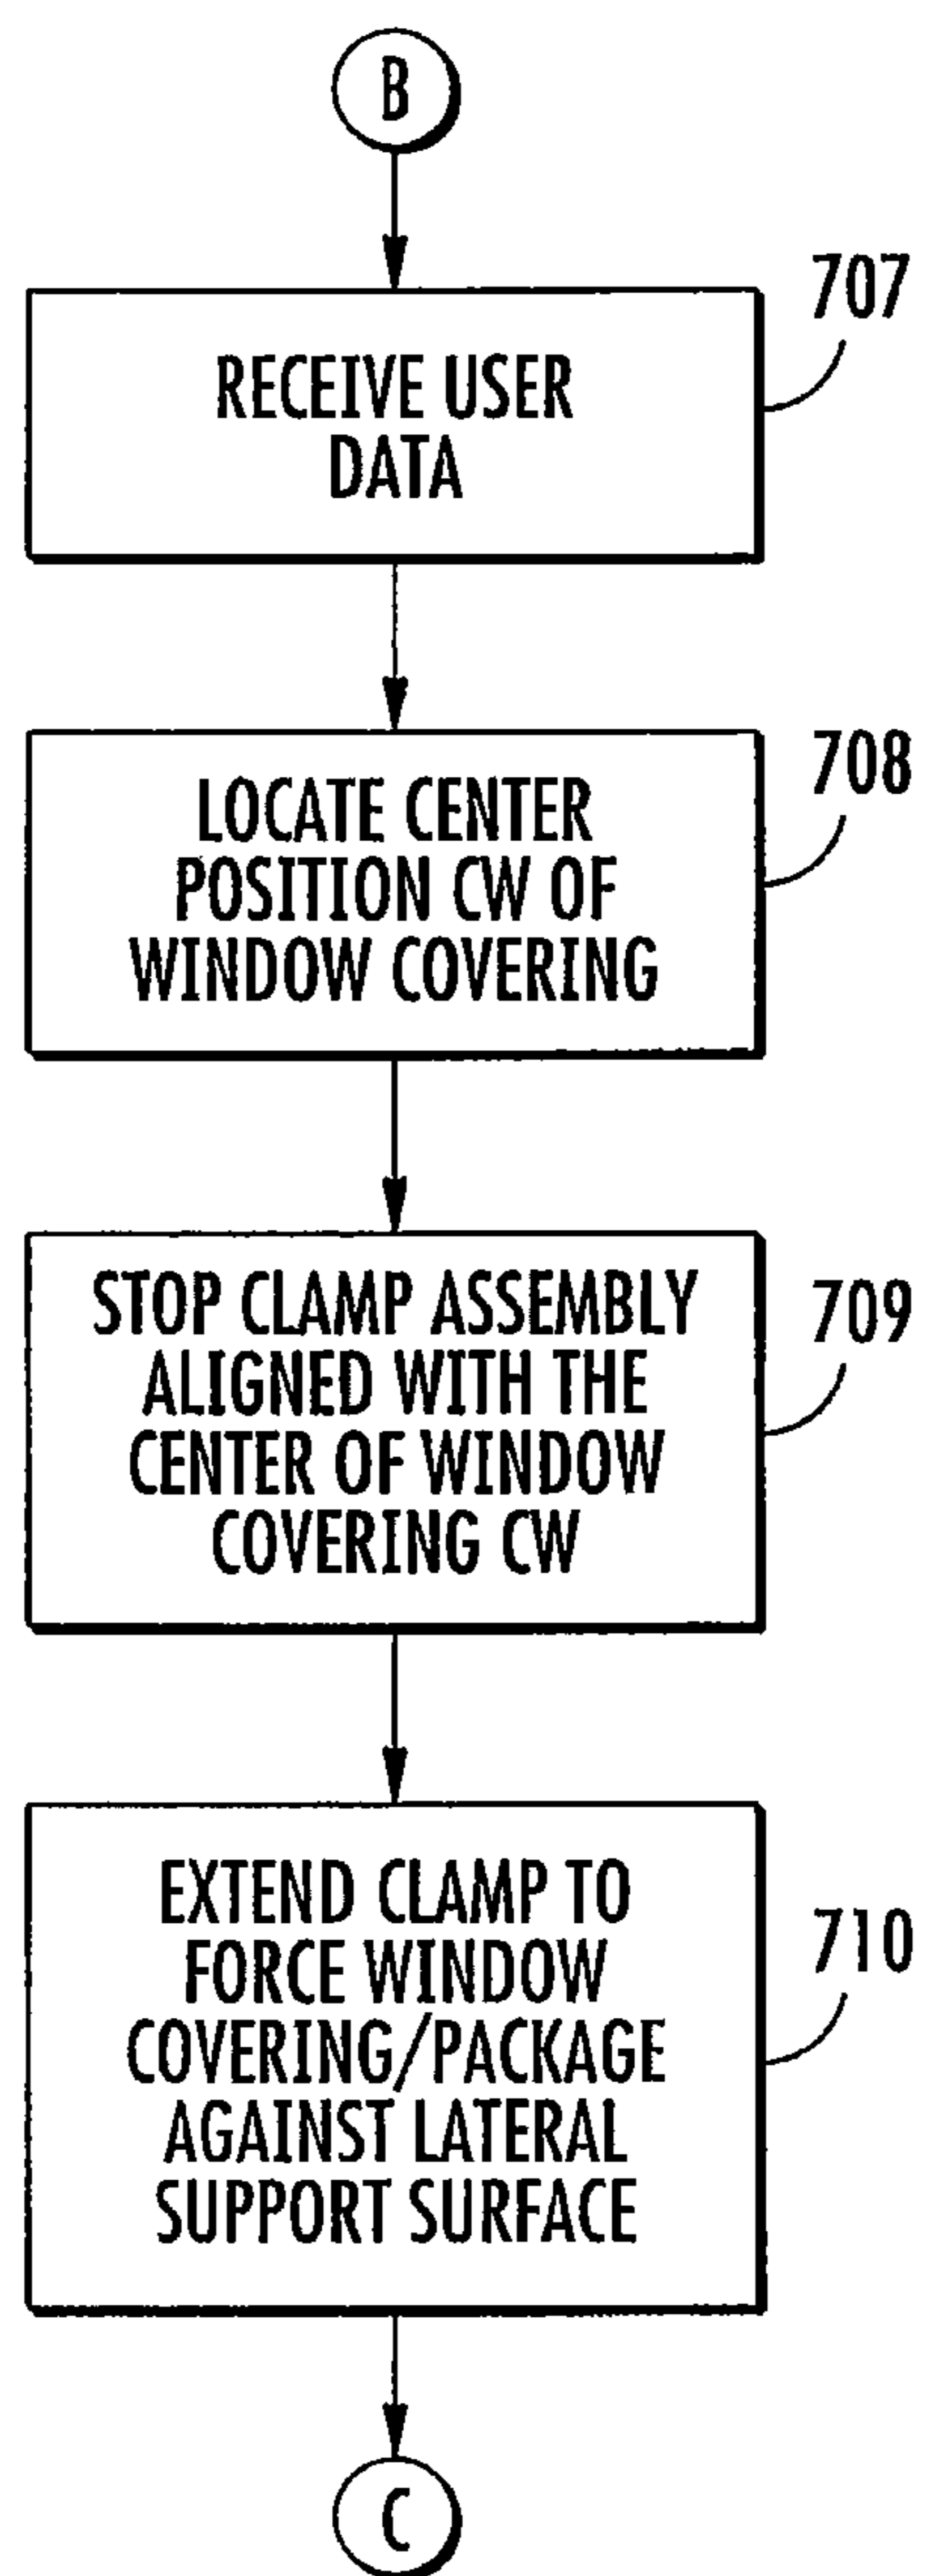 B
707
RECEIVE USER
DATA
708
LOCATE CENTER
POSITION CW OF
WINDOW COVERING
709
STOP CLAMP ASSEMBLY
ALIGNED WITH THE
CENTER OF WINDOW
COVERING CW
710
EXTEND CLAMP TO
FORCE WINDOW
COVERING/PACKAGE
AGAINST LATERAL
SUPPORT SURFACE
C